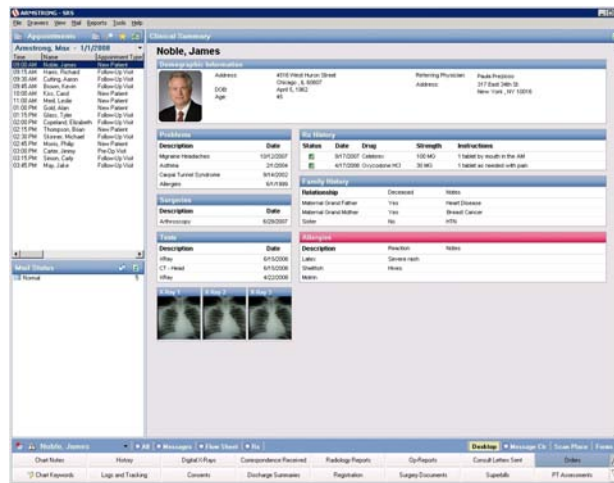 ARMSTRONG - SRS
File Drawers View Mail Reports Tools Help
Appointments
Clinical Summary
Armstrong, Max - 1/1/2008
Time Name Appointment Type
09:00 AM Noble, James New Patient
09:15 AM Harris, Richard Follow-Up Visit
09:30 AM Cutting, Aaron Follow-Up Visit
09:45 AM Brown, Kevin Follow-Up Visit
10:00 AM Kiss, Carol New Patient
11:00 AM Med, Leslie New Patient
01:00 PM Gold, Alan New Patient
01:15 PM Glass, Tyler Follow-Up Visit
02:00 PM Copeland, Elizabeth Follow-Up Visit
02:15 PM Thompson, Brian New Patient
02:30 PM Skinner, Michael Follow-Up Visit
02:45 PM Morris, Philip New Patient
03:00 PM Carter, Jenny Pre-Op Visit
03:15 PM Simon, Carly Follow-Up Visit
03:45 PM May, Jake Follow-Up Visit
Mail Status
Normal
Noble, James
Demographic Information
Address 4516 West Huron Street
Chicago, IL 60607
DOB April 5, 1962
Age 45
Referring Physician
Address 317 East 34th St
New York, NY 10016
Problems
Description Date
Migraine Headaches 10/12/2007
Asthma 2/1/2004
Carpal Tunnel Syndrome 9/14/2002
Allergies 5/1/1999
Surgeries
Description Date
Arthroscopy 6/29/2007
Tests
Description Date
XRay 6/15/2006
CT - Head 6/15/2006
XRay 4/22/2006
Rx History
Status Date Drug Strength Instructions
9/17/2007 Celebrex 100 MG 1 tablet by mouth in the AM
4/17/2006 Oxycodone HCl 30 MG 1 tablet as needed with pain
Family History
Relationship Deceased Notes
Maternal Grand Father Yes Heart Disease
Maternal Grand Mother Yes Breast Cancer
Sister No HTN
Allergies
Description Reaction Notes
Latex Severe rash
Shellfish Hives
Motrin
X-Ray 1 X-Ray 2 X-Ray 3
Noble, James All Messages Flow Sheet Rx Desktop Message Ctr Scan Place Forms
Chart Notes History Digital X-Rays Correspondence Received Radiology Reports Op-Reports Consult Letters Sent Orders
Chart Keywords Logs and Tracking Consents Discharge Summaries Registration Surgery Documents Superbills PT Assessments